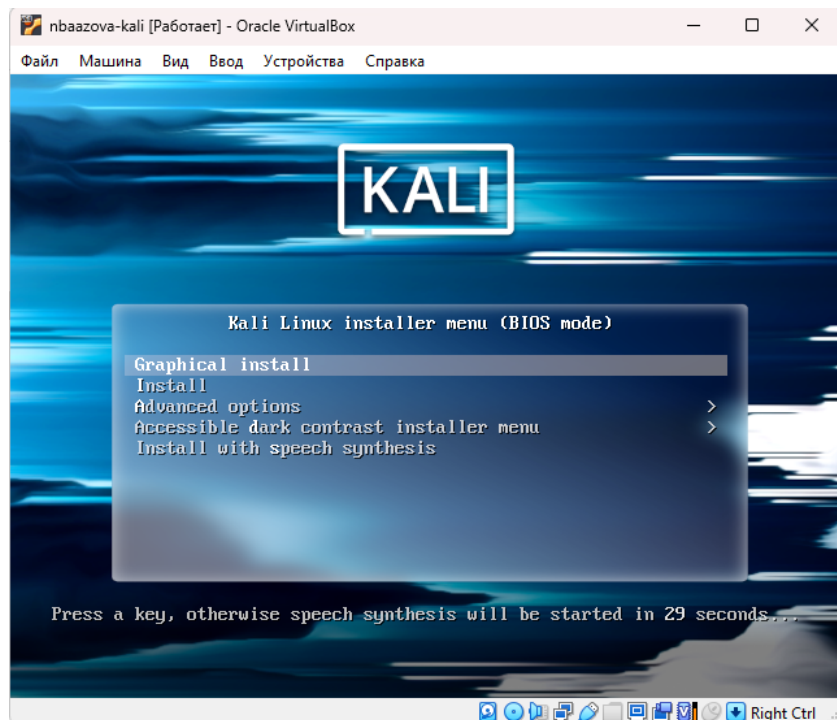 nbaazova-kali [Работает] - Oracle VirtualBox
Файл Машина Вид Ввод Устройства Справка
KALI
Kali Linux installer menu (BIOS mode)
Graphical install
Install
Advanced options >
Accessible dark contrast installer menu >
Install with speech synthesis
Press a key, otherwise speech synthesis will be started in 29 seconds...
Right Ctrl